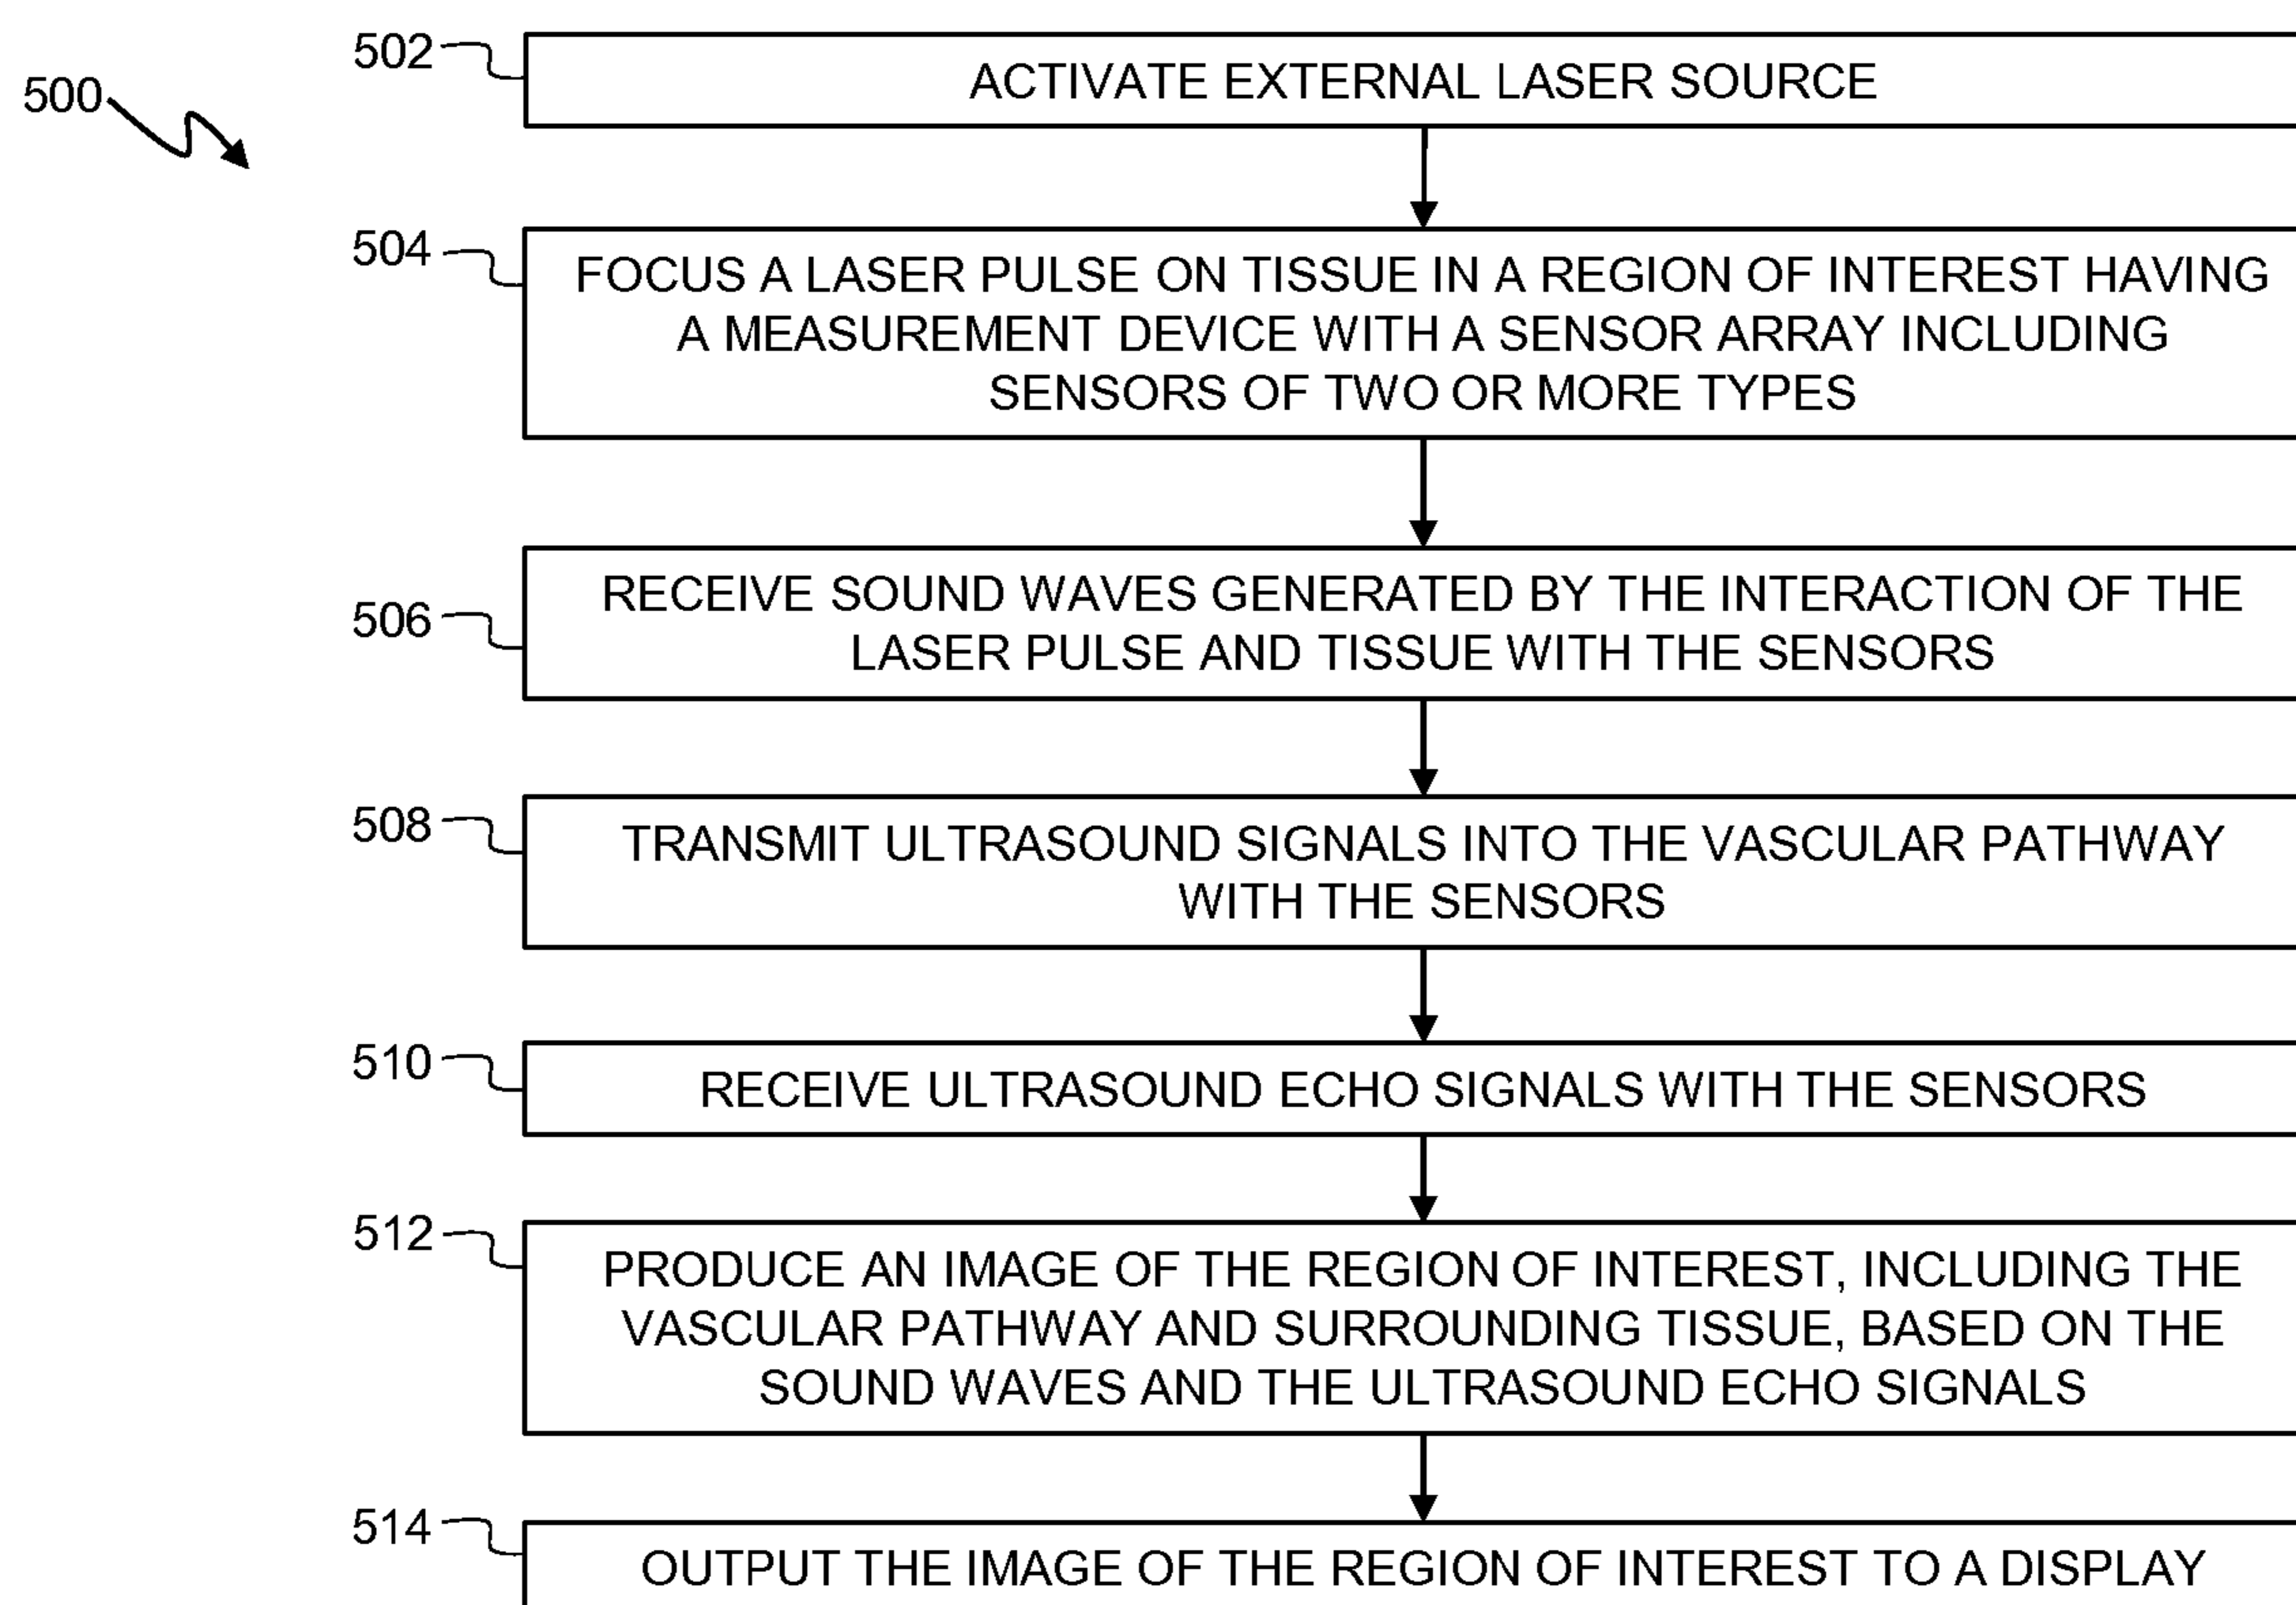 502
ACTIVATE EXTERNAL LASER SOURCE
500
504
FOCUS A LASER PULSE ON TISSUE IN A REGION OF INTEREST HAVING
A MEASUREMENT DEVICE WITH A SENSOR ARRAY INCLUDING
SENSORS OF TWO OR MORE TYPES
506
RECEIVE SOUND WAVES GENERATED BY THE INTERACTION OF THE
LASER PULSE AND TISSUE WITH THE SENSORS
508
TRANSMIT ULTRASOUND SIGNALS INTO THE VASCULAR PATHWAY
WITH THE SENSORS
510
RECEIVE ULTRASOUND ECHO SIGNALS WITH THE SENSORS
512
PRODUCE AN IMAGE OF THE REGION OF INTEREST, INCLUDING THE
VASCULAR PATHWAY AND SURROUNDING TISSUE, BASED ON THE
SOUND WAVES AND THE ULTRASOUND ECHO SIGNALS
514
OUTPUT THE IMAGE OF THE REGION OF INTEREST TO A DISPLAY